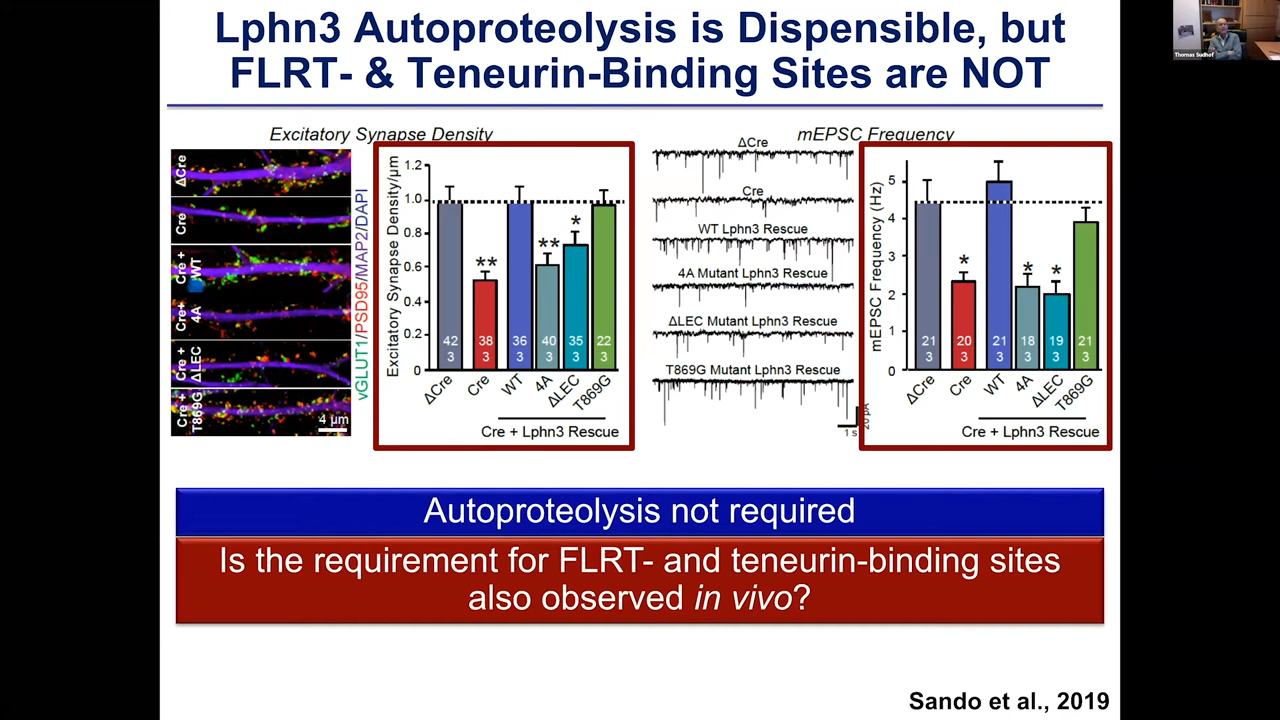 Lphn3 Autoproteolysis is Dispensible, but
FLRT- & Teneurin-Binding Sites are NOT
Thomas Sudhof
Excitatory Synapse Density
mEPSC Frequency
ΔCre
Cre
Cre +
WT
Cre+
4A
Cre +
ΔLEC
Cre +
T869G
4 μm
vGLUT1/PSD95/MAP2/DAPI
Excitatory Synapse Density/μm
1.2
1.0
0.8
0.6
0.4
0.2
0
42 38 36 40 35 22
3 3 3 3 3 3
ΔCre Cre WT 4A ΔLEC T869G
Cre + Lphn3 Rescue
** ** *
ΔCre
Cre
WT Lphn3 Rescue
4A Mutant Lphn3 Rescue
ΔLEC Mutant Lphn3 Rescue
T869G Mutant Lphn3 Rescue
20 pA
1 s
mEPSC Frequency (Hz)
5
4
3
2
1
0
* * *
21 20 21 18 19 21
3 3 3 3 3 3
ΔCre Cre WT 4A ΔLEC T869G
Cre + Lphn3 Rescue
Autoproteolysis not required
Is the requirement for FLRT- and teneurin-binding sites
also observed in vivo?
Sando et al., 2019